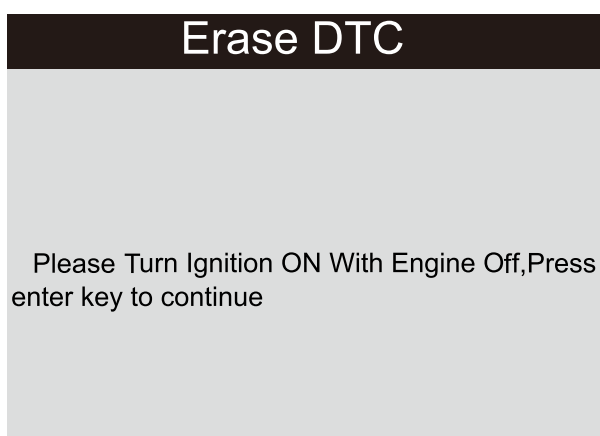 Erase DTC
Please Turn Ignition ON With Engine Off,Press
enter key to continue